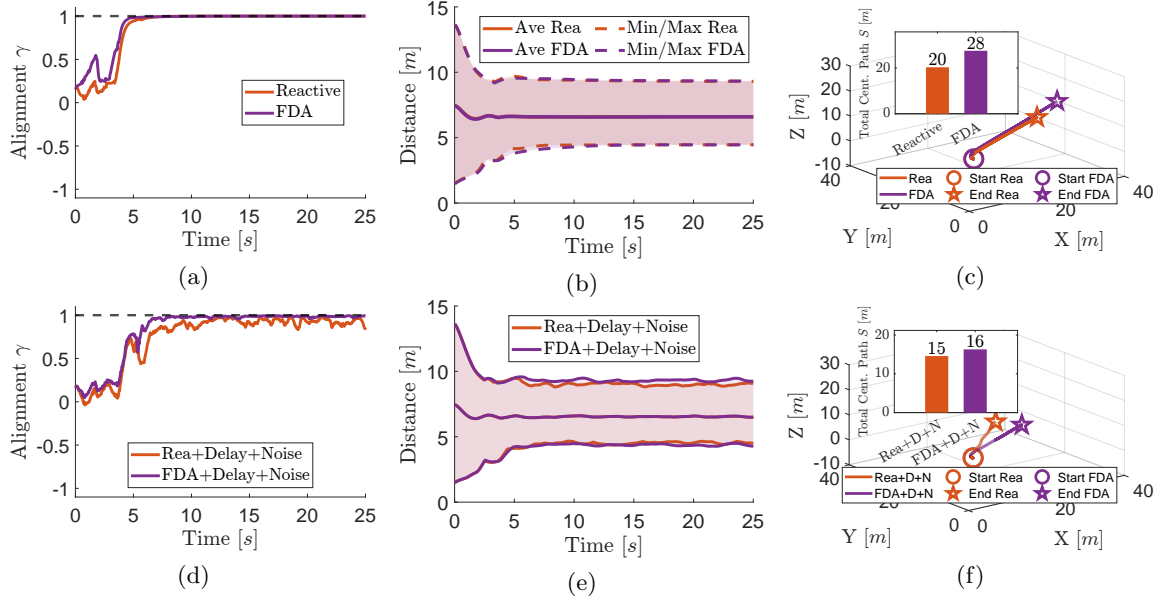 1
0.5
0
-0.5
-1
Alignment γ
Reactive
FDA
0 5 10 15 20 25
Time [s]
(a)
15
10
5
0
Distance [m]
Ave Rea
Min/Max Rea
Ave FDA
Min/Max FDA
0 5 10 15 20 25
Time [s]
(b)
Total Cent. Path S [m]
20
0
20
28
Reactive
FDA
30
20
10
0
-10
Z [m]
40
20
0
Y [m]
0
20
40
X [m]
Rea
Start Rea
Start FDA
FDA
End Rea
End FDA
(c)
1
0.5
0
-0.5
-1
Alignment γ
Rea+Delay+Noise
FDA+Delay+Noise
0 5 10 15 20 25
Time [s]
(d)
15
10
5
0
Distance [m]
Rea+Delay+Noise
FDA+Delay+Noise
0 5 10 15 20 25
Time [s]
(e)
Total Cent. Path S [m]
20
10
0
15
16
Rea+D+N
FDA+D+N
30
20
10
0
-10
Z [m]
40
20
0
Y [m]
0
20
40
X [m]
Rea+D+N
Start Rea
Start FDA
FDA+D+N
End Rea
End FDA
(f)